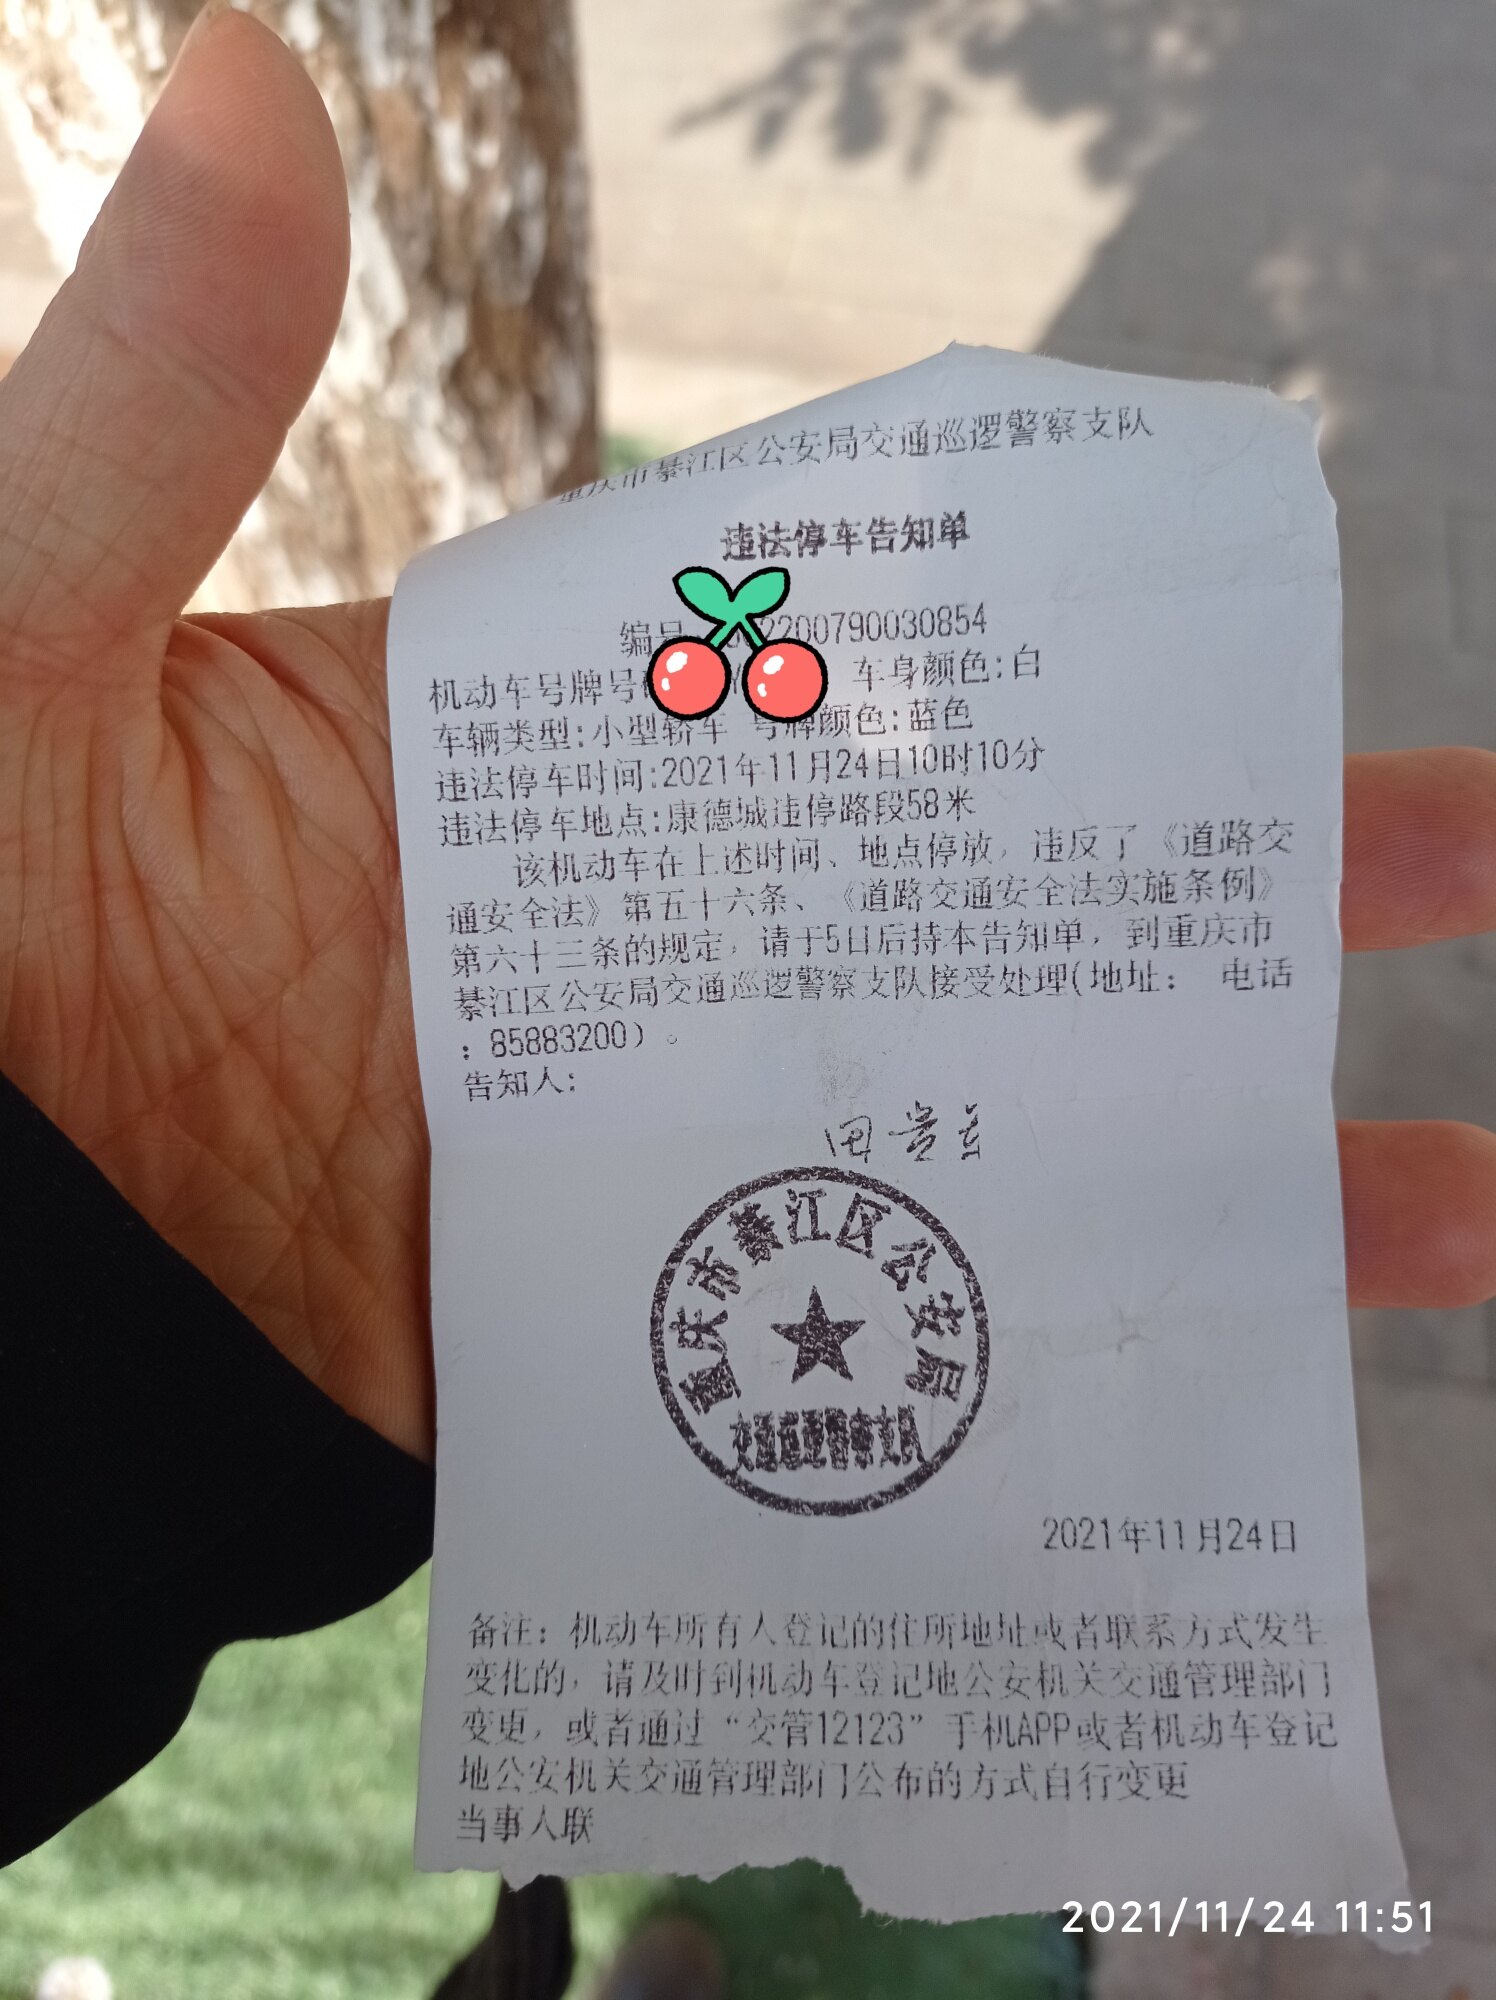 重庆市綦江区公安局交通巡逻警察支队
违法停车告知单
编号 2200790030854
机动车号牌号 车身颜色:白
车辆类型:小型轿车 号牌颜色:蓝色
违法停车时间:2021年11月24日10时10分
违法停车地点:康德城违停路段58米
该机动车在上述时间、地点停放，违反了《道路交
通安全法》第五十六条、《道路交通安全法实施条例》
第六十三条的规定，请于5日后持本告知单，到重庆市
綦江区公安局交通巡逻警察支队接受处理(地址： 电话
：85883200）。
告知人:
田贵
重庆市綦江区公安局
交通巡逻警察支队
2021年11月24日
备注：机动车所有人登记的住所地址或者联系方式发生
变化的，请及时到机动车登记地公安机关交通管理部门
变更，或者通过“交管12123”手机APP或者机动车登记
地公安机关交通管理部门公布的方式自行变更
当事人联
2021/11/24 11:51